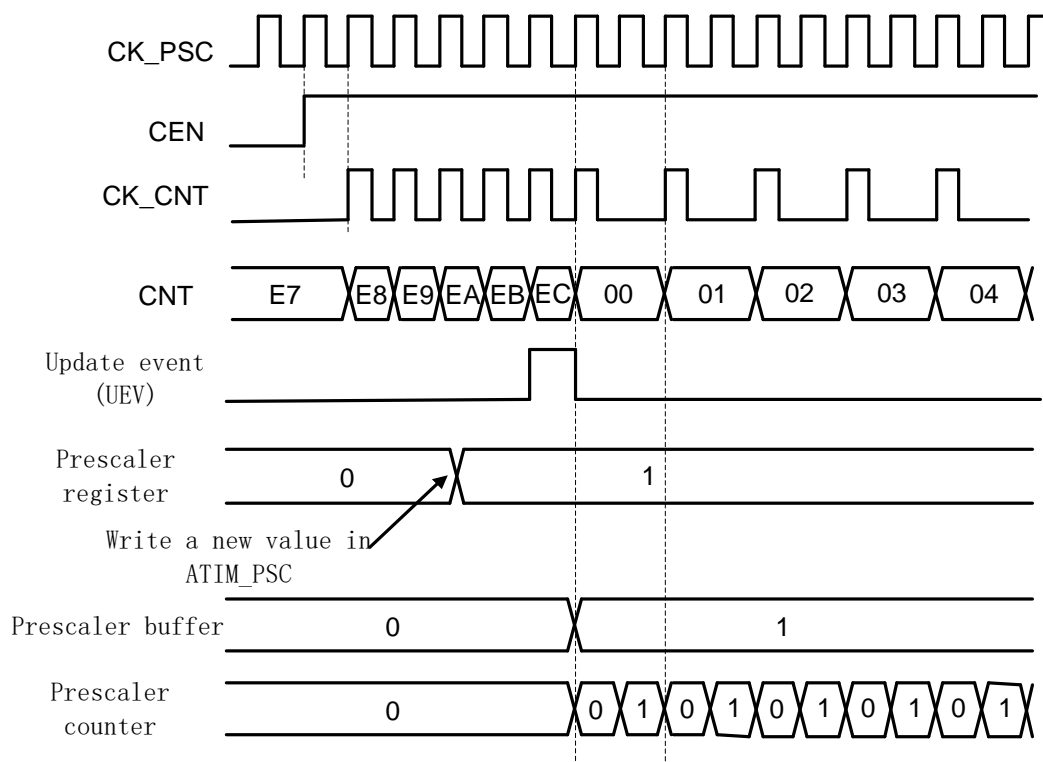 CK_PSC
CEN
CK_CNT
CNT E7 E8 E9 EA EB EC 00 01 02 03 04
Update event
(UEV)
Prescaler
register 0 1
Write a new value in
ATIM_PSC
Prescaler buffer 0 1
Prescaler
counter 0 0 1 0 1 0 1 0 1 0 1